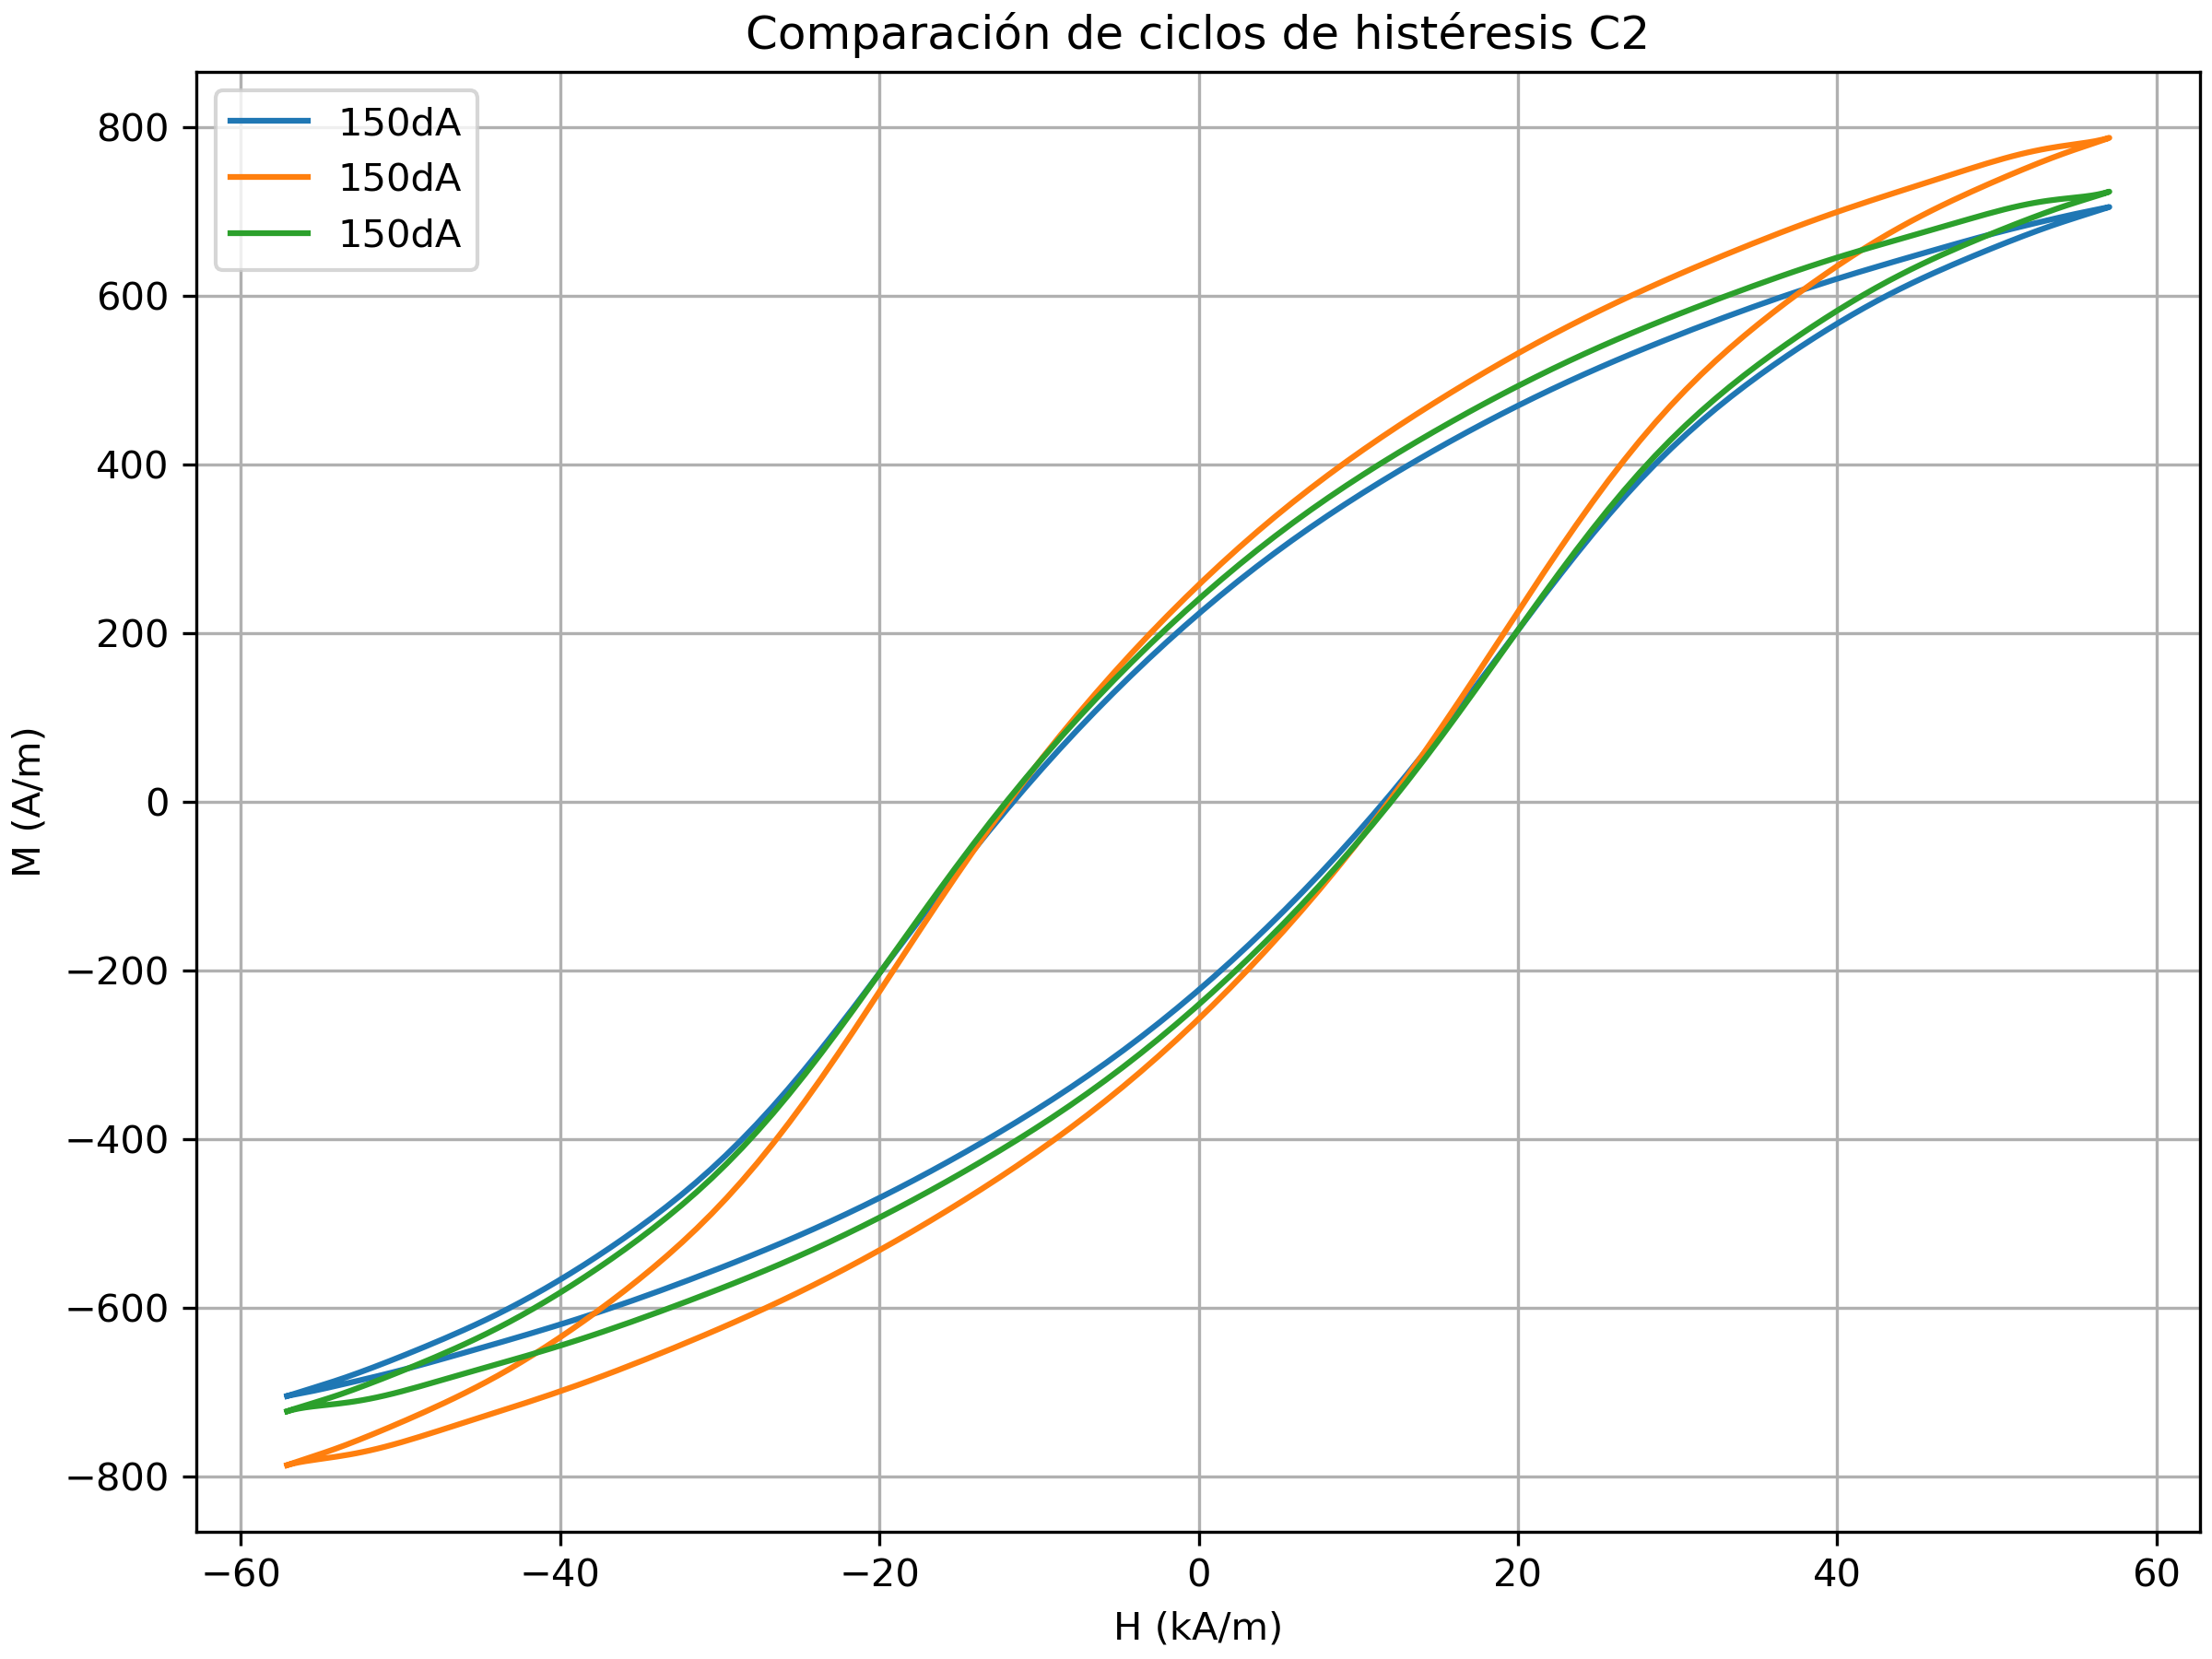 Comparación de ciclos de histéresis C2
150dA
150dA
150dA
800
600
400
200
0
−200
−400
−600
−800
M (A/m)
−60 −40 −20 0 20 40 60
H (kA/m)